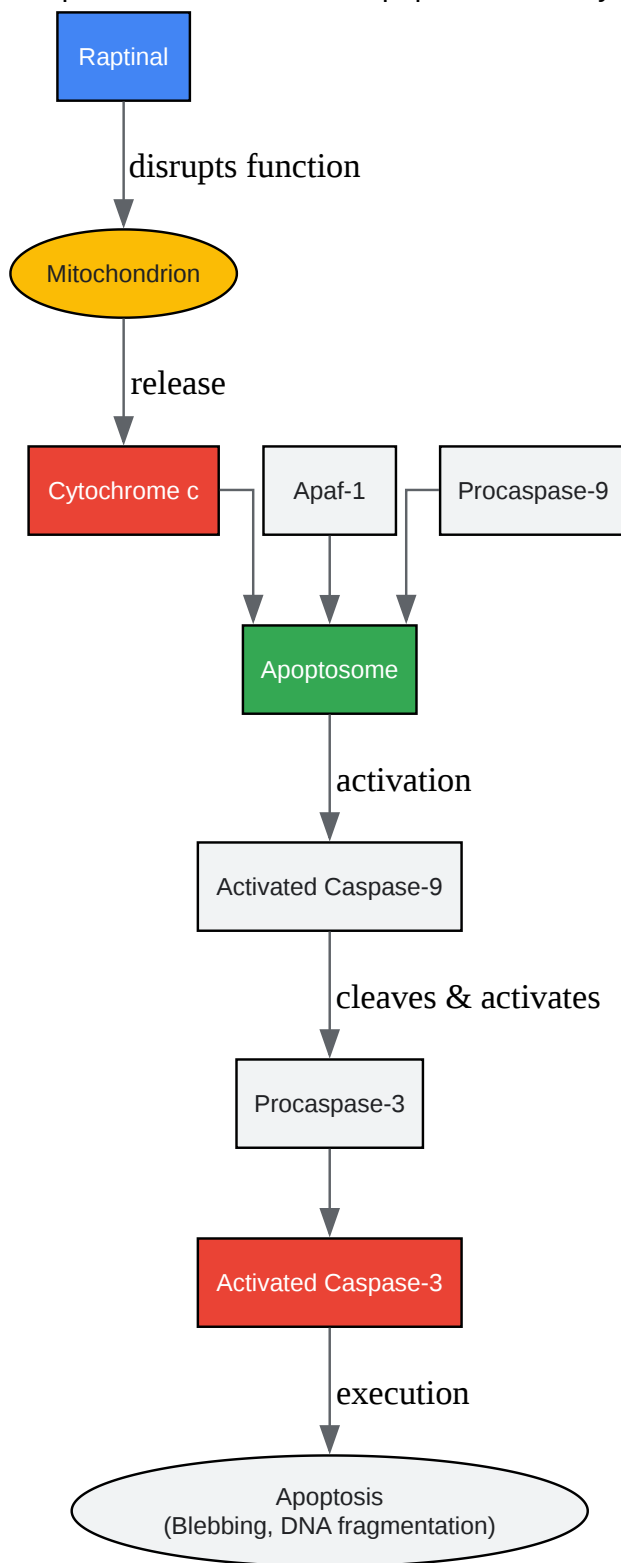 Raptinal
disrupts function
Mitochondrion
release
Cytochrome c
Apaf-1
Procaspase-9
Apoptosome
activation
Activated Caspase-9
cleaves & activates
Procaspase-3
Activated Caspase-3
execution
Apoptosis
(Blebbing, DNA fragmentation)